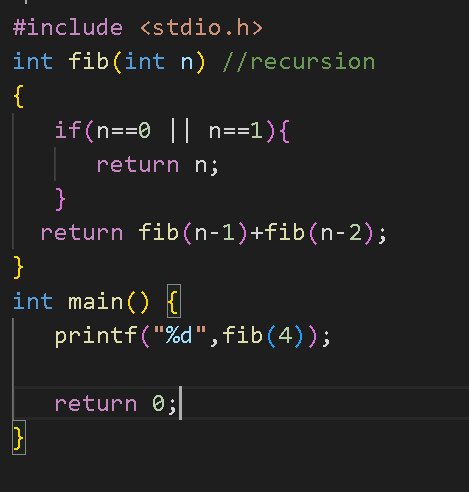 #include <stdio.h>
int fib(int n) //recursion
{
if(n==0 || n==1){
return n;
}
return fib(n-1)+fib(n-2);
}
int main() {
printf("%d",fib(4));
return 0;
}